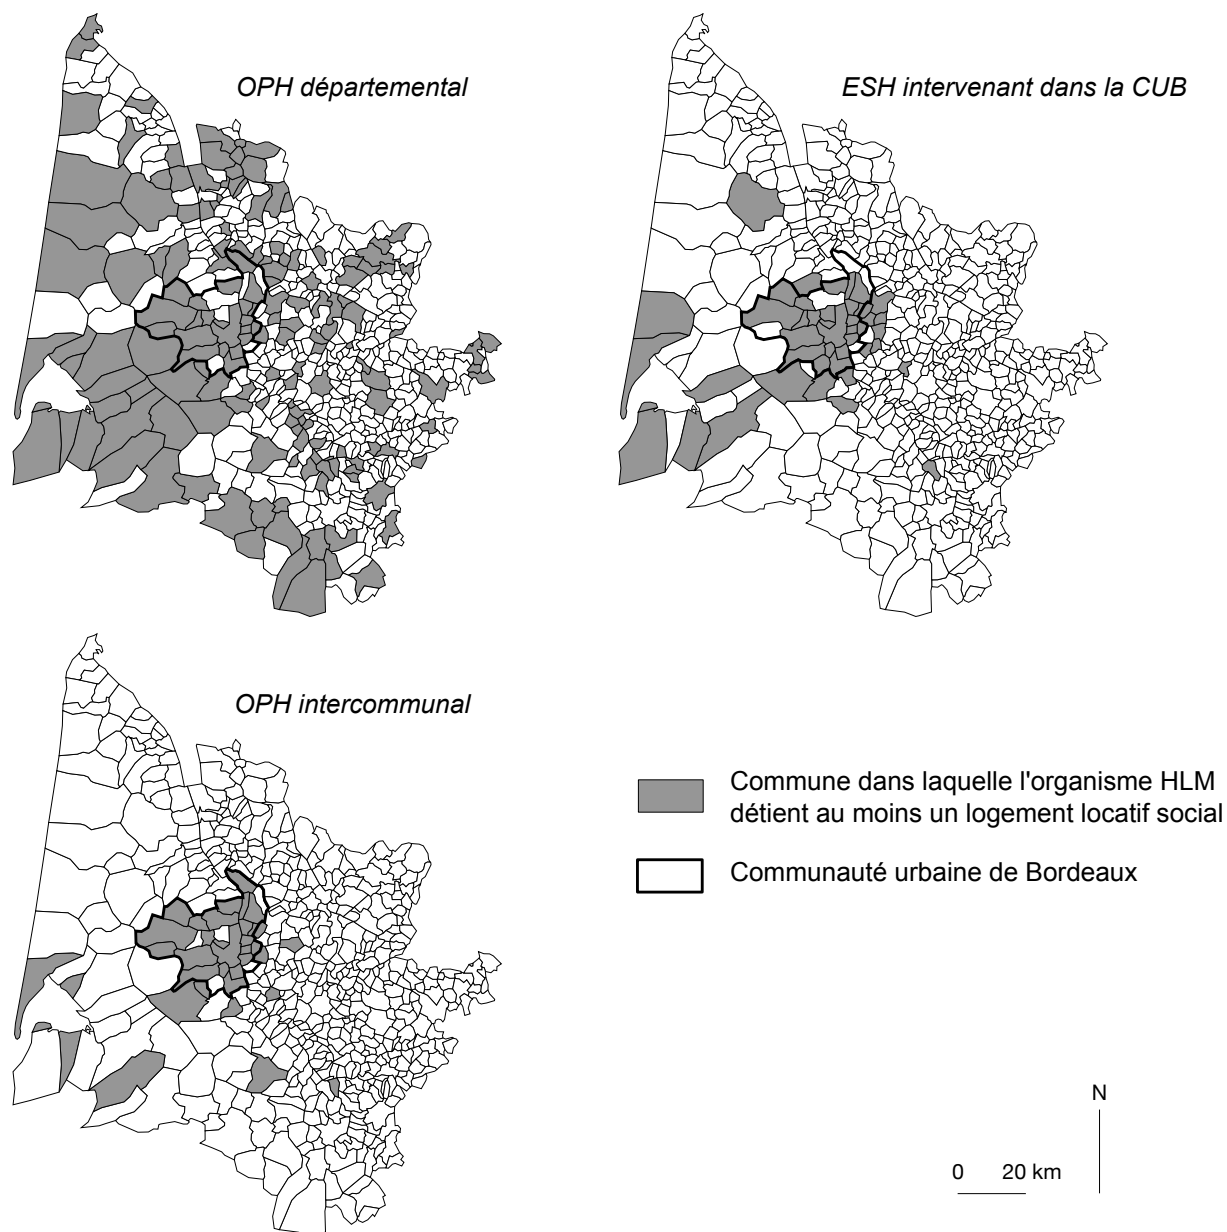 OPH départemental
ESH intervenant dans la CUB
OPH intercommunal
Commune dans laquelle l'organisme HLM
détient au moins un logement locatif social
Communauté urbaine de Bordeaux
N
0 20 km